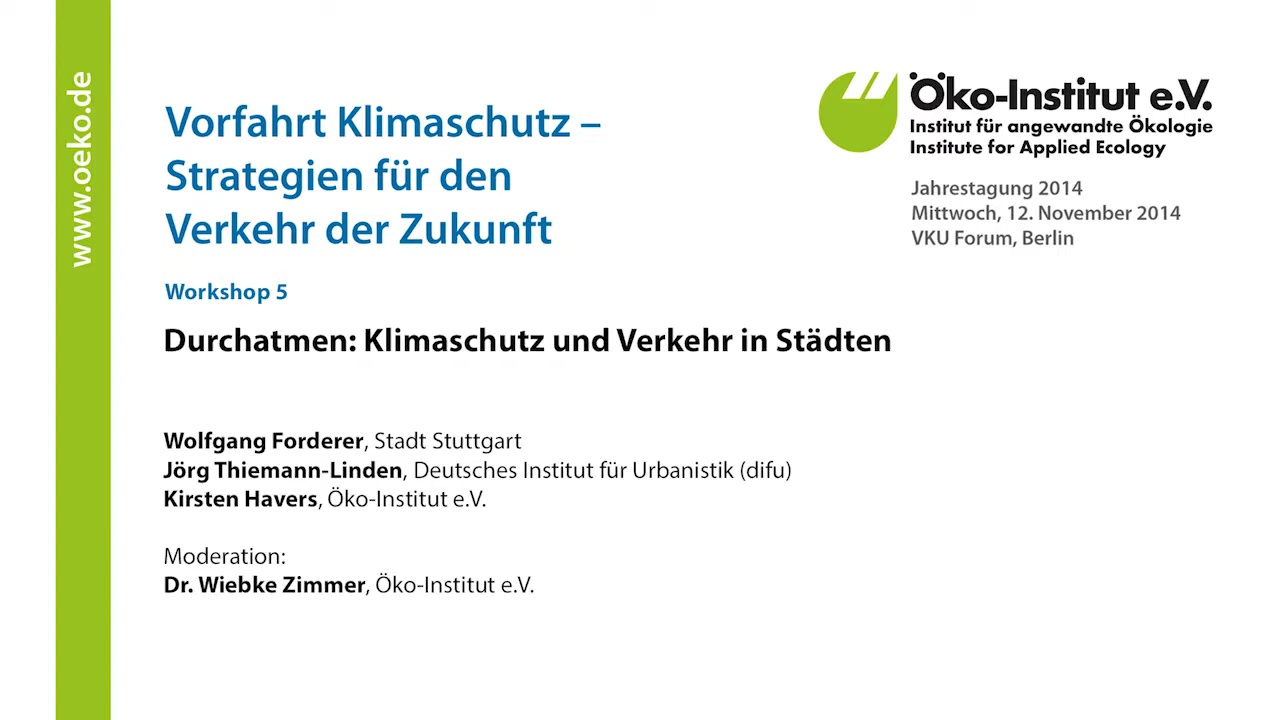 www.oeko.de
Vorfahrt Klimaschutz –
Strategien für den
Verkehr der Zukunft
Workshop 5
Durchatmen: Klimaschutz und Verkehr in Städten
Wolfgang Forderer, Stadt Stuttgart
Jörg Thiemann-Linden, Deutsches Institut für Urbanistik (difu)
Kirsten Havers, Öko-Institut e.V.
Moderation:
Dr. Wiebke Zimmer, Öko-Institut e.V.
Öko-Institut e.V.
Institut für angewandte Ökologie
Institute for Applied Ecology
Jahrestagung 2014
Mittwoch, 12. November 2014
VKU Forum, Berlin